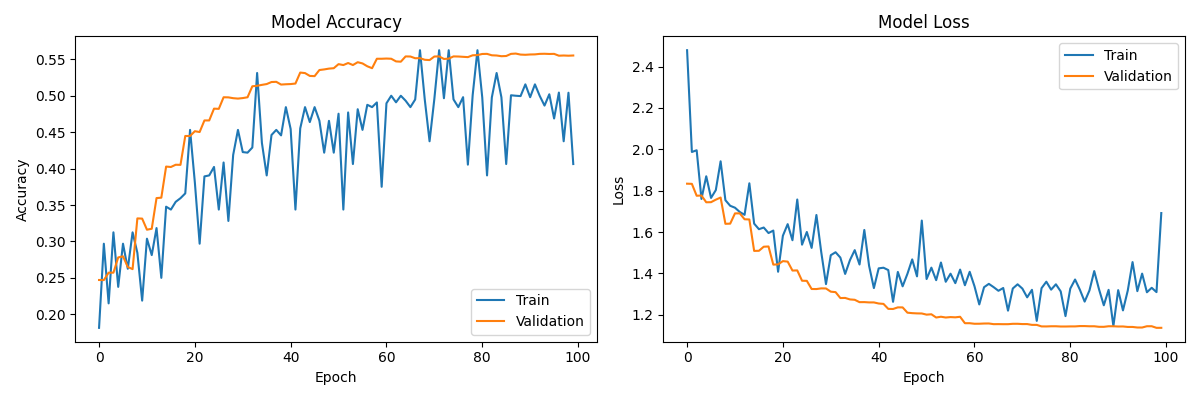 Model Accuracy
Accuracy
0.55
0.50
0.45
0.40
0.35
0.30
0.25
0.20
Train
Validation
0
20
40
60
80
100
Epoch
Model Loss
Loss
2.4
2.2
2.0
1.8
1.6
1.4
1.2
Train
Validation
0
20
40
60
80
100
Epoch